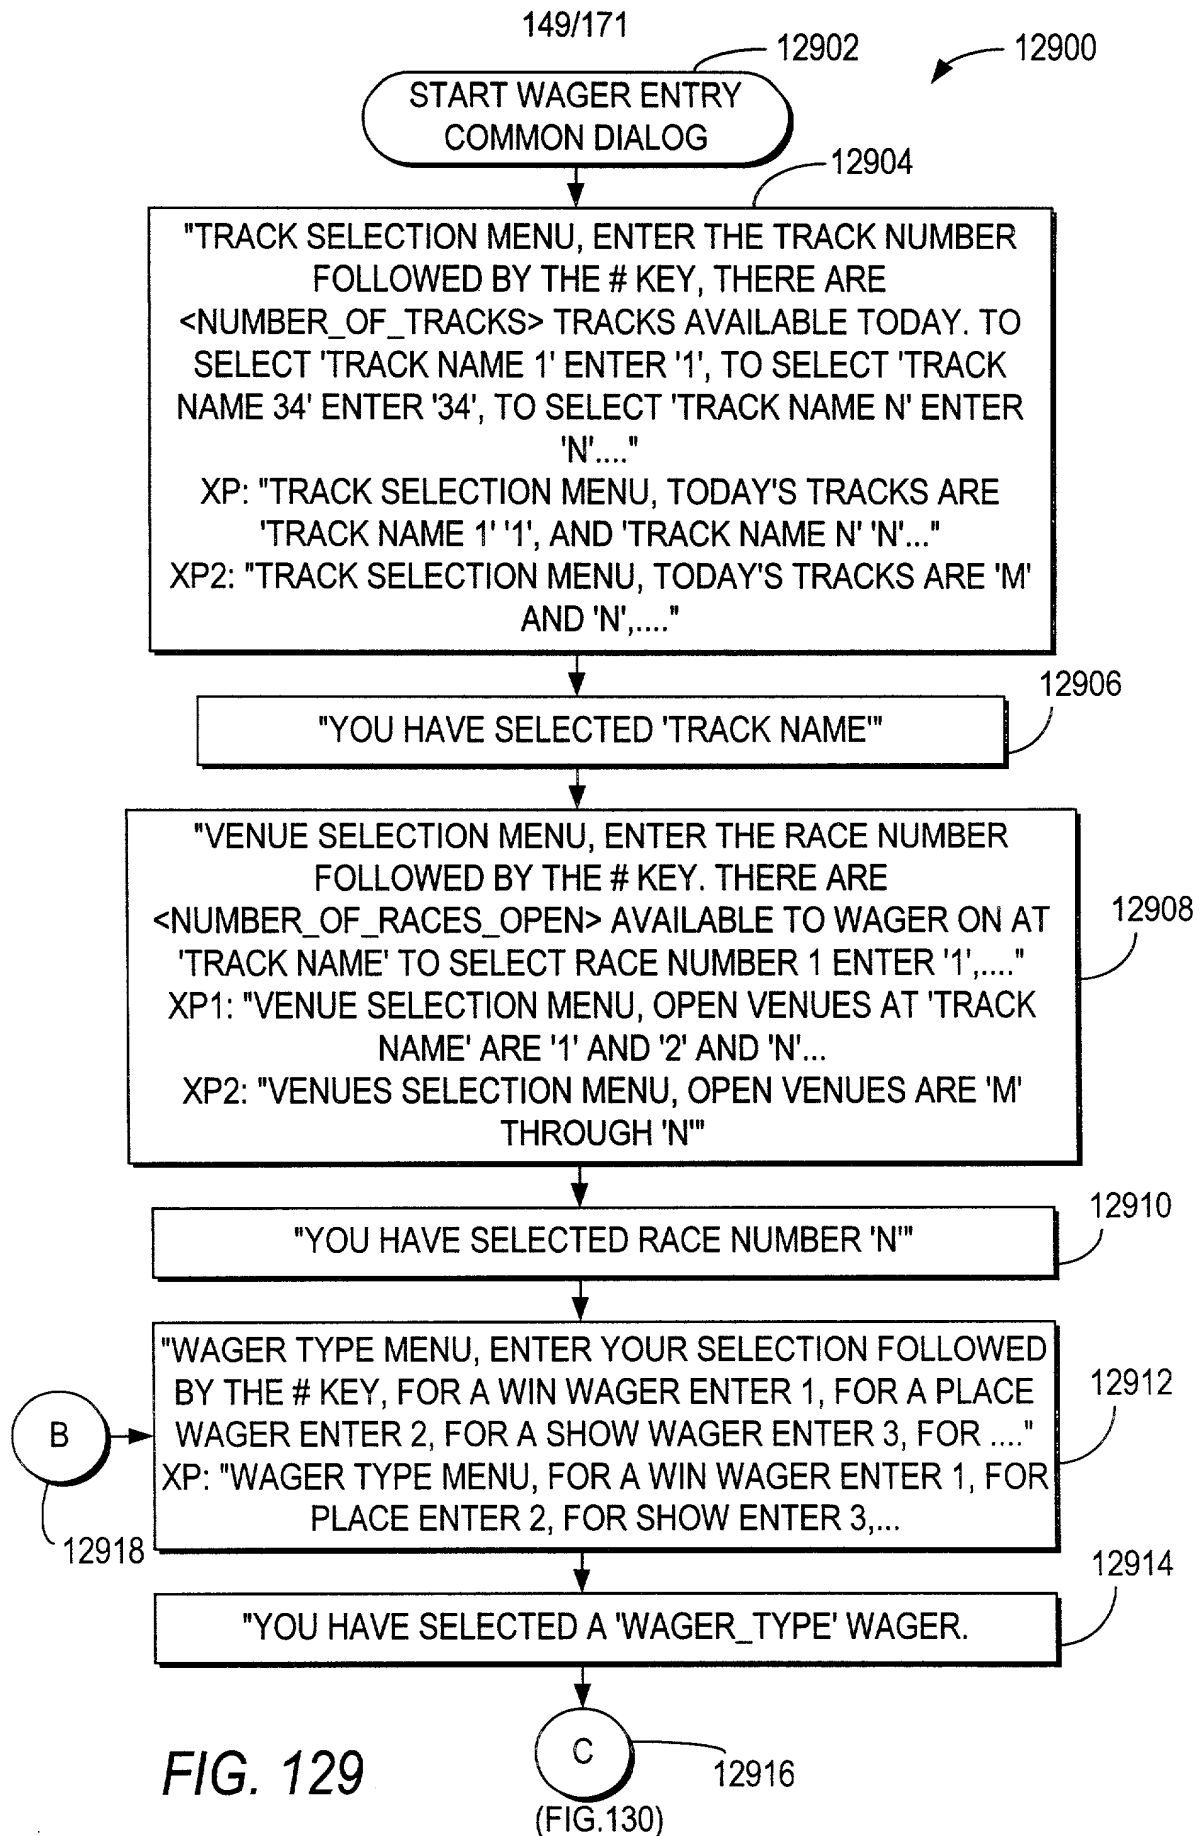 149/171
12902
12900
START WAGER ENTRY
COMMON DIALOG
12904
"TRACK SELECTION MENU, ENTER THE TRACK NUMBER
FOLLOWED BY THE # KEY, THERE ARE
<NUMBER_OF_TRACKS> TRACKS AVAILABLE TODAY. TO
SELECT 'TRACK NAME 1' ENTER '1', TO SELECT 'TRACK
NAME 34' ENTER '34', TO SELECT 'TRACK NAME N' ENTER
'N'...."
XP: "TRACK SELECTION MENU, TODAY'S TRACKS ARE
'TRACK NAME 1' '1', AND 'TRACK NAME N' 'N'..."
XP2: "TRACK SELECTION MENU, TODAY'S TRACKS ARE 'M'
AND 'N',...."
12906
"YOU HAVE SELECTED 'TRACK NAME'"
"VENUE SELECTION MENU, ENTER THE RACE NUMBER
FOLLOWED BY THE # KEY. THERE ARE
<NUMBER_OF_RACES_OPEN> AVAILABLE TO WAGER ON AT
'TRACK NAME' TO SELECT RACE NUMBER 1 ENTER '1',...."
XP1: "VENUE SELECTION MENU, OPEN VENUES AT 'TRACK
NAME' ARE '1' AND '2' AND 'N'...
XP2: "VENUES SELECTION MENU, OPEN VENUES ARE 'M'
THROUGH 'N'"
12908
12910
"YOU HAVE SELECTED RACE NUMBER 'N'"
"WAGER TYPE MENU, ENTER YOUR SELECTION FOLLOWED
BY THE # KEY, FOR A WIN WAGER ENTER 1, FOR A PLACE
WAGER ENTER 2, FOR A SHOW WAGER ENTER 3, FOR ...."
XP: "WAGER TYPE MENU, FOR A WIN WAGER ENTER 1, FOR
PLACE ENTER 2, FOR SHOW ENTER 3,...
12912
B
12918
12914
"YOU HAVE SELECTED A 'WAGER_TYPE' WAGER.
C
12916
(FIG.130)
FIG. 129